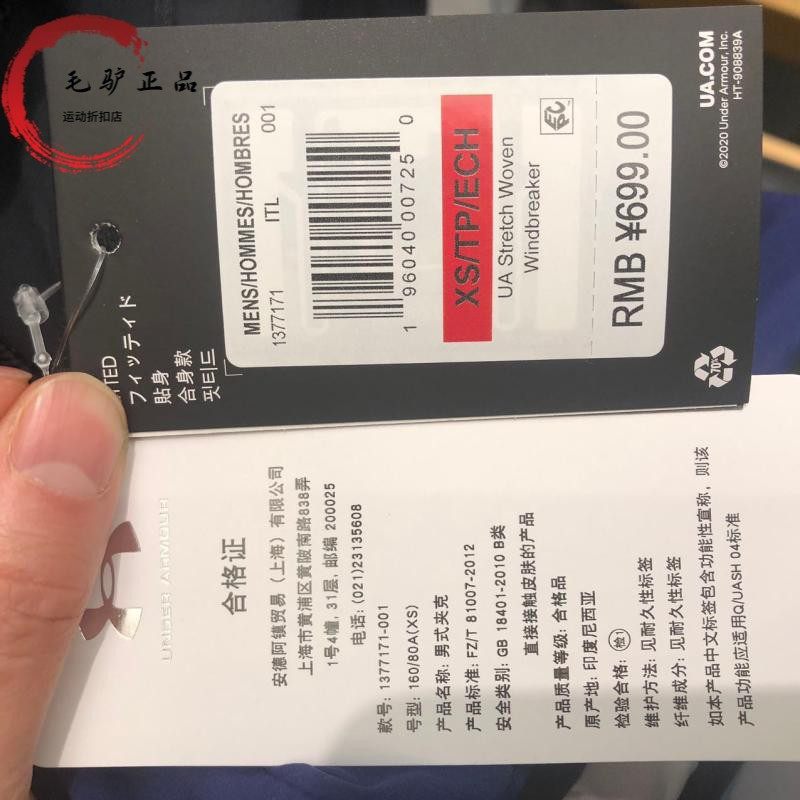 毛驴正品
运动折扣店
UA.COM
©2020 Under Armour, Inc.
HT-908839A
MENS/HOMMES/HOMBRES
1377171 ITL 001
1 96040 00725 0
XS/TP/ECH
UA Stretch Woven
Windbreaker
RMB ¥699.00
70%
フィッティド
貼身
合身款
핏티드
UNDER ARMOUR
合格证
安德阿镇贸易（上海）有限公司
上海市黄浦区黄陂南路838弄
1号4幢, 31层, 邮编 200025
电话: (021)23135608
款号: 1377171-001
号型: 160/80A(XS)
产品名称: 男式夹克
产品标准: FZ/T 81007-2012
安全类别: GB 18401-2010 B类
直接接触皮肤的产品
产品质量等级: 合格品
原产地: 印度尼西亚
检验合格: 检1
维护方法: 见耐久性标签
纤维成分: 见耐久性标签
如本产品中文标签包含功能性宣称，则该
产品功能应适用Q/UASH 04标准